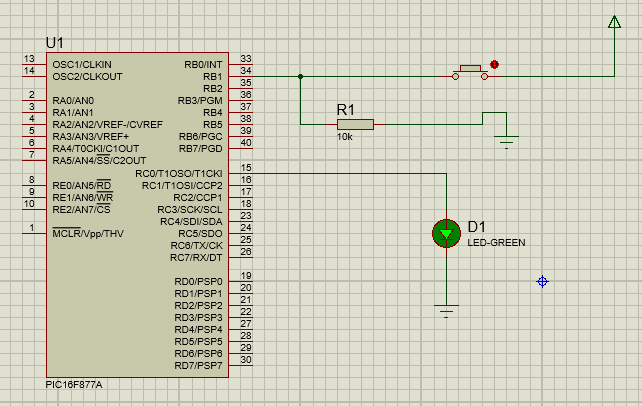 U1
13 OSC1/CLKIN RB0/INT 33
14 OSC2/CLKOUT RB1 34
RB2 35
2 RA0/AN0 RB3/PGM 36
3 RA1/AN1 RB4 37
4 RA2/AN2/VREF-/CVREF RB5 38
5 RA3/AN3/VREF+ RB6/PGC 39
6 RA4/T0CKI/C1OUT RB7/PGD 40
7 RA5/AN4/SS/C2OUT
RC0/T1OSO/T1CKI 15
8 RE0/AN5/RD RC1/T1OSI/CCP2 16
9 RE1/AN6/WR RC2/CCP1 17
10 RE2/AN7/CS RC3/SCK/SCL 18
RC4/SDI/SDA 23
1 MCLR/Vpp/THV RC5/SDO 24
RC6/TX/CK 25
RC7/RX/DT 26
RD0/PSP0 19
RD1/PSP1 20
RD2/PSP2 21
RD3/PSP3 22
RD4/PSP4 27
RD5/PSP5 28
RD6/PSP6 29
RD7/PSP7 30
PIC16F877A
R1
10k
D1
LED-GREEN